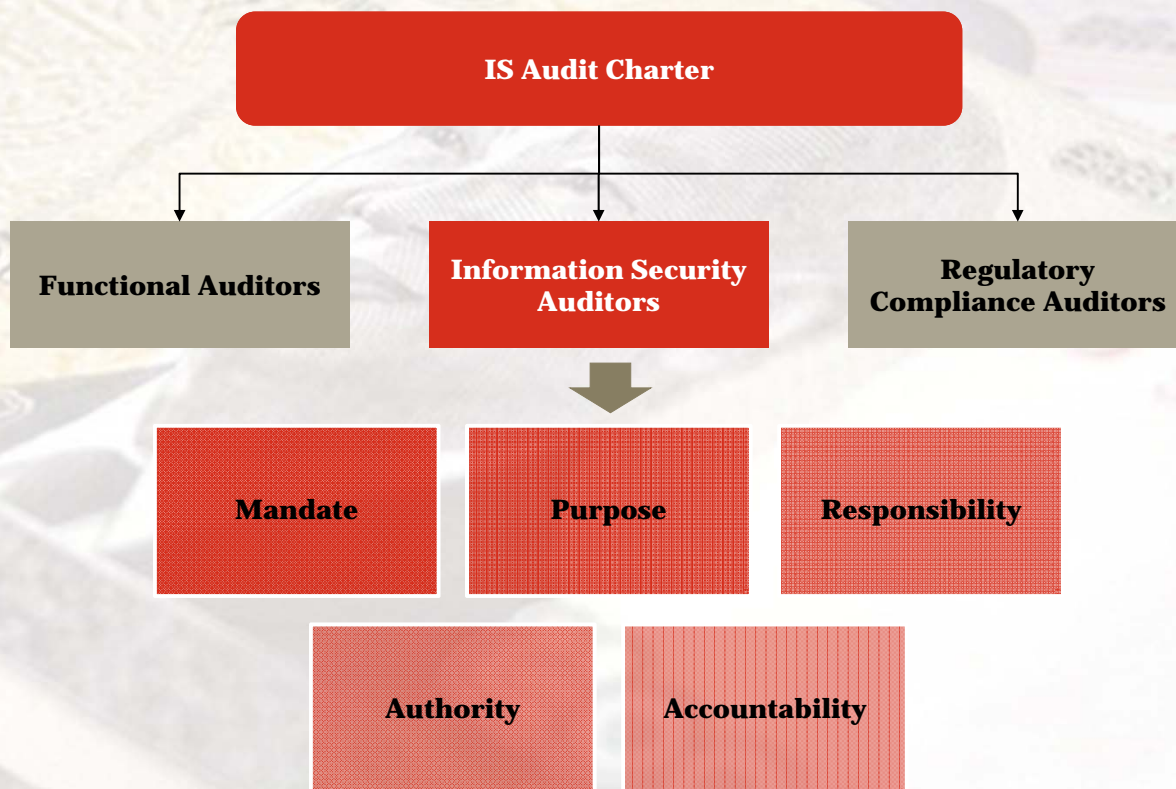 IS Audit Charter
Functional Auditors
Information Security
Auditors
Regulatory
Compliance Auditors
Mandate
Purpose
Responsibility
Authority
Accountability